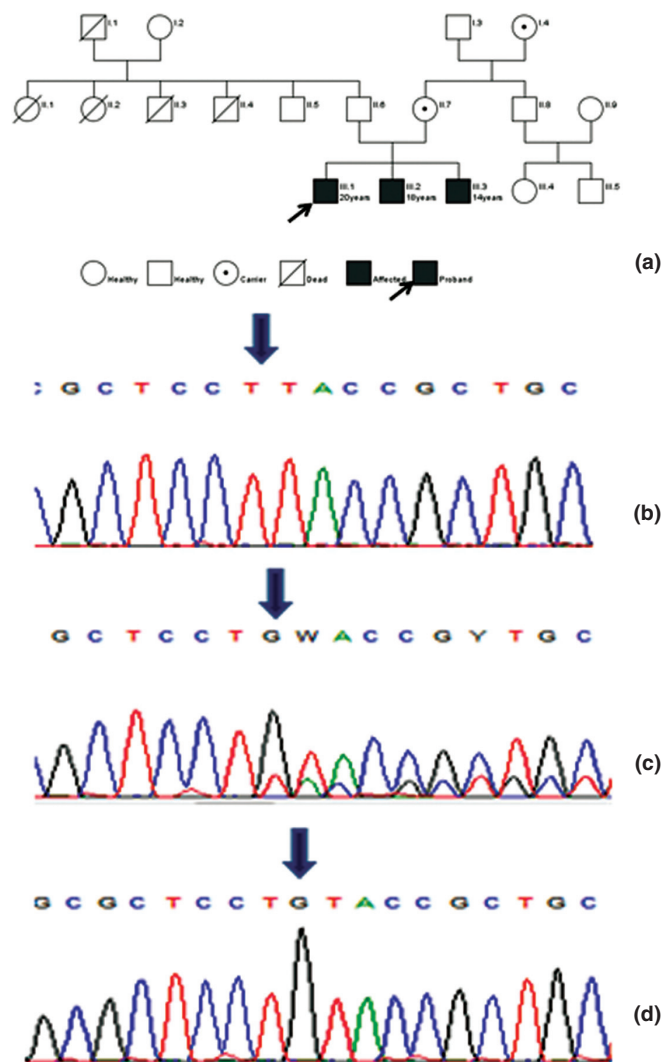 I.1 I.2 I.3 I.4
II.1 II.2 II.3 II.4 II.5 II.6 II.7 II.8 II.9
III.1 III.2 III.3 III.4 III.5
20years 18years 14years
Healthy Healthy Carrier Dead Affected Proband
(a)
C G C T C C T T A C C G C T G C
(b)
G C T C C T G W A C C G Y T G C
(c)
G C G C T C C T G T A C C G C T G C
(d)